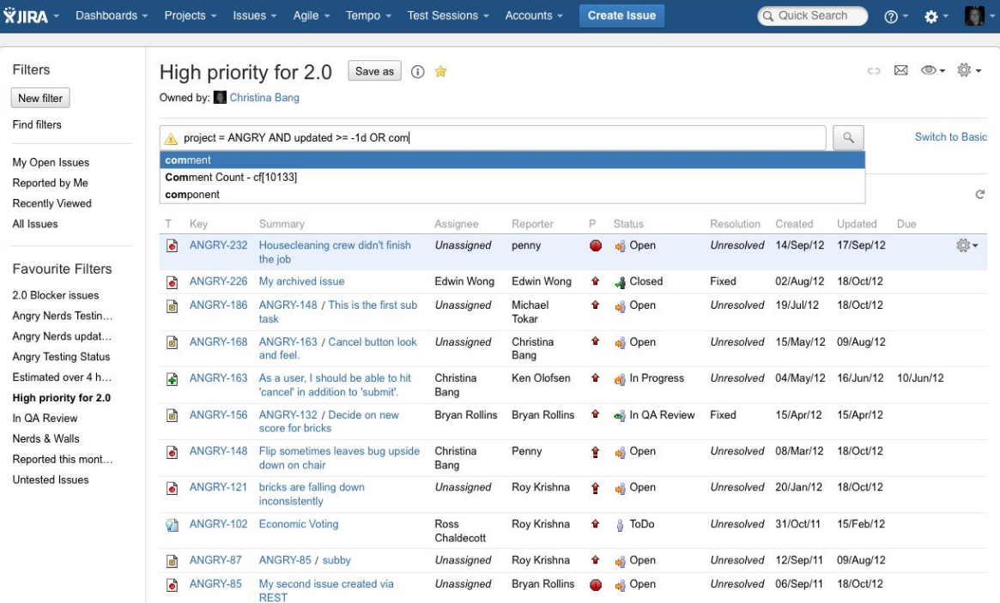 JIRA Dashboards Projects Issues Agile Tempo Test Sessions Accounts Create Issue Quick Search
Filters
New filter
Find filters
My Open Issues
Reported by Me
Recently Viewed
All Issues
Favourite Filters
2.0 Blocker issues
Angry Nerds Testin...
Angry Nerds updat...
Angry Testing Status
Estimated over 4 h...
High priority for 2.0
In QA Review
Nerds & Walls
Reported this mont...
Untested Issues
High priority for 2.0 Save as
Owned by: Christina Bang
project = ANGRY AND updated >= -1d OR com
Switch to Basic
comment
Comment Count - cf[10133]
component
T Key Summary Assignee Reporter P Status Resolution Created Updated Due
ANGRY-232 Housecleaning crew didn't finish Unassigned penny Open Unresolved 14/Sep/12 17/Sep/12
the job
ANGRY-226 My archived issue Edwin Wong Edwin Wong Closed Fixed 02/Aug/12 18/Oct/12
ANGRY-186 ANGRY-148 / This is the first sub Unassigned Michael Open Unresolved 19/Jul/12 18/Oct/12
task Tokar
ANGRY-168 ANGRY-163 / Cancel button look Unassigned Christina Open Unresolved 15/May/12 09/Aug/12
and feel. Bang
ANGRY-163 As a user, I should be able to hit Christina Ken Olofsen In Progress Unresolved 04/May/12 16/Jun/12 10/Jun/12
'cancel' in addition to 'submit'. Bang
ANGRY-156 ANGRY-132 / Decide on new Bryan Rollins Bryan Rollins In QA Review Fixed 15/Apr/12 15/Apr/12
score for bricks
ANGRY-148 Flip sometimes leaves bug upside Christina Penny Open Unresolved 08/Mar/12 18/Oct/12
down on chair Bang
ANGRY-121 bricks are falling down Unassigned Roy Krishna Open Unresolved 20/Jan/12 18/Oct/12
inconsistently
ANGRY-102 Economic Voting Ross Roy Krishna ToDo Unresolved 31/Oct/11 15/Feb/12
Chaldecott
ANGRY-87 ANGRY-85 / subby Unassigned Roy Krishna Open Unresolved 12/Sep/11 09/Aug/12
ANGRY-85 My second issue created via Unassigned Bryan Rollins Open Unresolved 06/Sep/11 18/Oct/12
REST